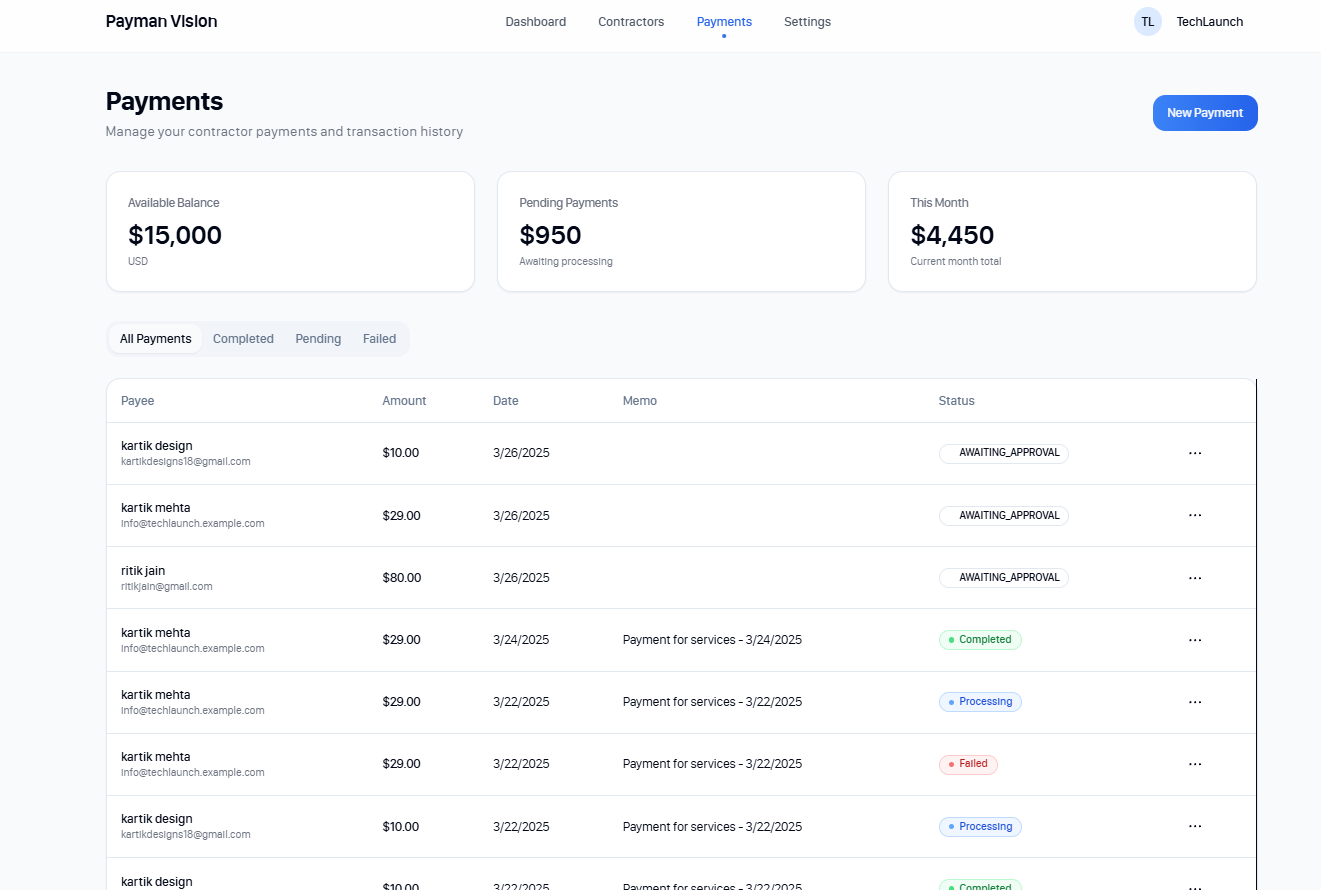 Payman Vision Dashboard Contractors Payments Settings TL TechLaunch
Payments
New Payment
Manage your contractor payments and transaction history
Available Balance Pending Payments This Month
$15,000 $950 $4,450
USD Awaiting processing Current month total
All Payments Completed Pending Failed
Payee Amount Date Memo Status
kartik design
kartikdesigns18@gmail.com
$10.00 3/26/2025 AWAITING_APPROVAL ...
kartik mehta
info@techlaunch.example.com
$29.00 3/26/2025 AWAITING_APPROVAL ...
ritik jain
ritikjain@gmail.com
$80.00 3/26/2025 AWAITING_APPROVAL ...
kartik mehta
info@techlaunch.example.com
$29.00 3/24/2025 Payment for services - 3/24/2025 Completed ...
kartik mehta
info@techlaunch.example.com
$29.00 3/22/2025 Payment for services - 3/22/2025 Processing ...
kartik mehta
info@techlaunch.example.com
$29.00 3/22/2025 Payment for services - 3/22/2025 Failed ...
kartik design
kartikdesigns18@gmail.com
$10.00 3/22/2025 Payment for services - 3/22/2025 Processing ...
kartik design
$10.00 3/22/2025 Payment for services - 3/22/2025 Completed ...